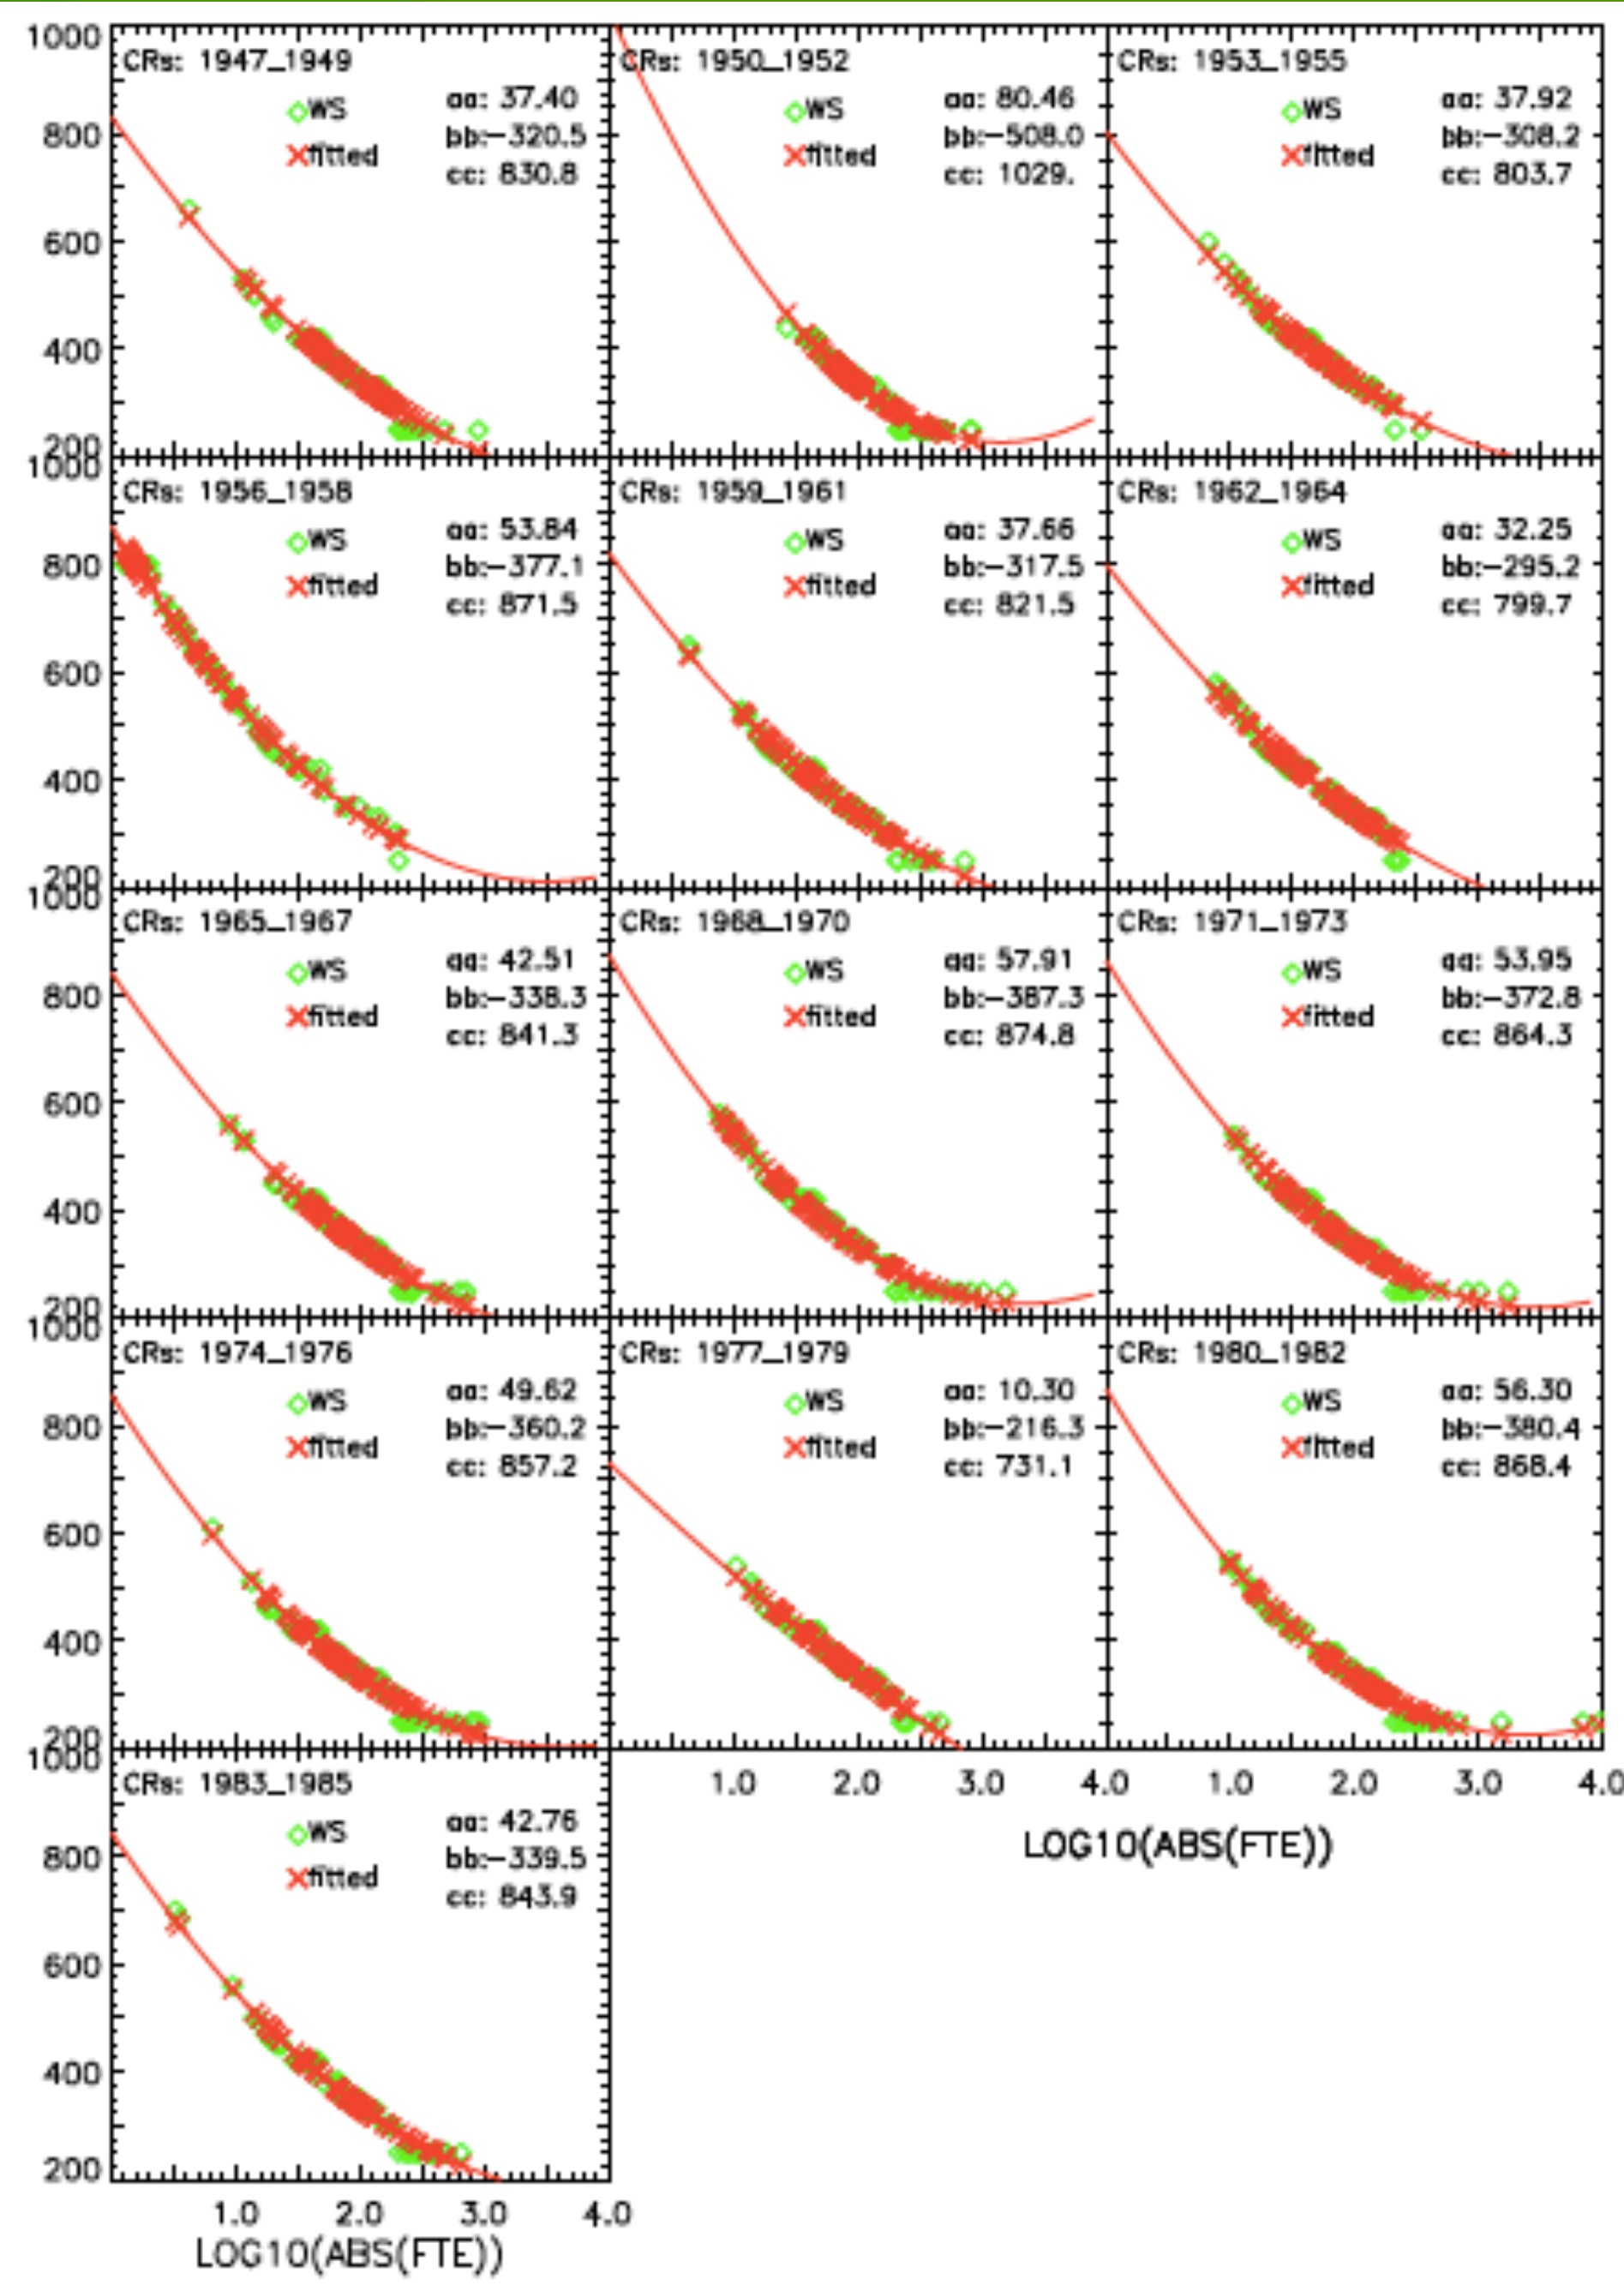 1000
800
600
400
200
CRs: 1947_1949
WS
fitted
aa: 37.40
bb:-320.5
cc: 830.8
CRs: 1950_1952
WS
fitted
aa: 80.46
bb:-508.0
cc: 1029.
CRs: 1953_1955
WS
fitted
aa: 37.92
bb:-308.2
cc: 803.7
1000
800
600
400
200
CRs: 1956_1958
WS
fitted
aa: 53.84
bb:-377.1
cc: 871.5
CRs: 1959_1961
WS
fitted
aa: 37.66
bb:-317.5
cc: 821.5
CRs: 1962_1964
WS
fitted
aa: 32.25
bb:-295.2
cc: 799.7
1000
800
600
400
200
CRs: 1965_1967
WS
fitted
aa: 42.51
bb:-338.3
cc: 841.3
CRs: 1968_1970
WS
fitted
aa: 57.91
bb:-387.3
cc: 874.8
CRs: 1971_1973
WS
fitted
aa: 53.95
bb:-372.8
cc: 864.3
1000
800
600
400
200
CRs: 1974_1976
WS
fitted
aa: 49.62
bb:-360.2
cc: 857.2
CRs: 1977_1979
WS
fitted
aa: 10.30
bb:-216.3
cc: 731.1
CRs: 1980_1982
WS
fitted
aa: 56.30
bb:-380.4
cc: 868.4
1.0 2.0 3.0 4.0 1.0 2.0 3.0 4.0
LOG10(ABS(FTE))
1000
800
600
400
200
CRs: 1983_1985
WS
fitted
aa: 42.76
bb:-339.5
cc: 843.9
1.0 2.0 3.0 4.0
LOG10(ABS(FTE))